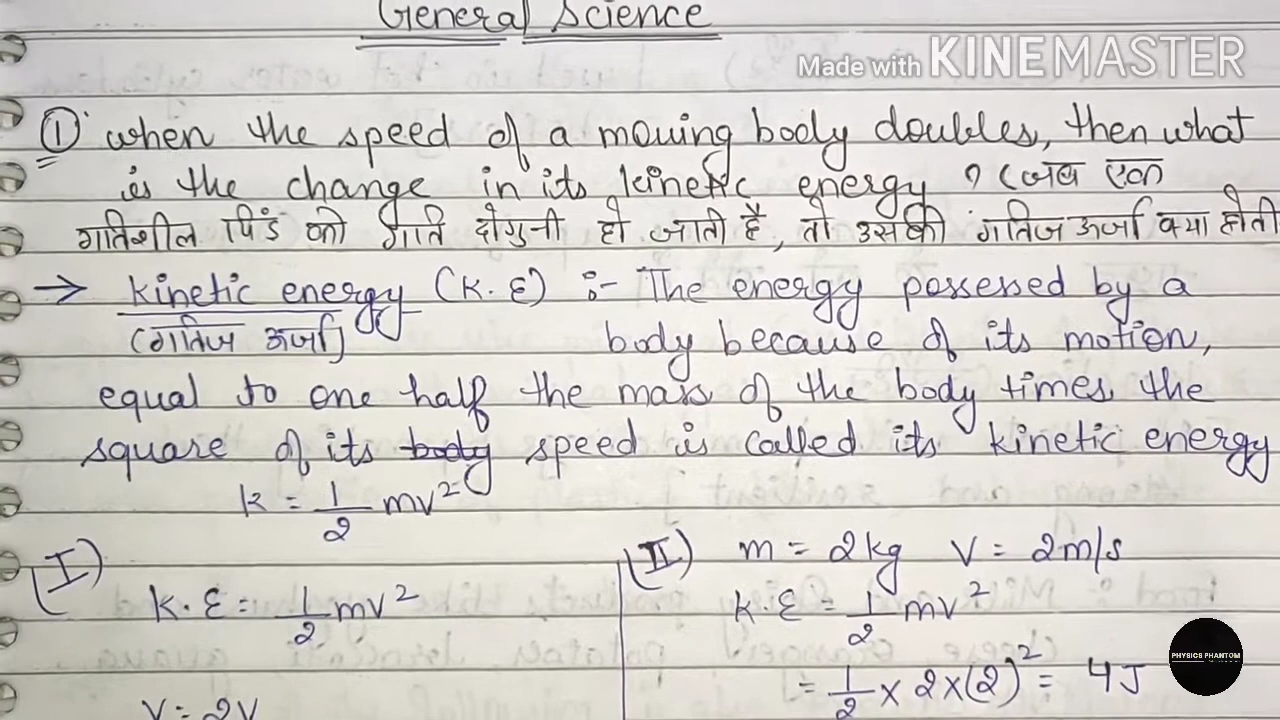 General Science
Made with KINEMASTER
① when the speed of a moving body doubles, then what
is the change in its kinetic energy ? (जब एक
गतिशील पिंड की गति दोगुनी हो जाती है, तो उसकी गतिज ऊर्जा क्या होती
→ kinetic energy (K.E) :- The energy possessed by a
(गतिज ऊर्जा) body because of its motion,
equal to one half the mass of the body times the
square of its body speed is called its kinetic energy
k = 1/2 mv²
(I)
K.E = 1/2 mv²
V = 2V
(II) m = 2kg V = 2m/s
K.E = 1/2 mv²
= 1/2 × 2×(2)² = 4J
PHYSICS PHANTOM